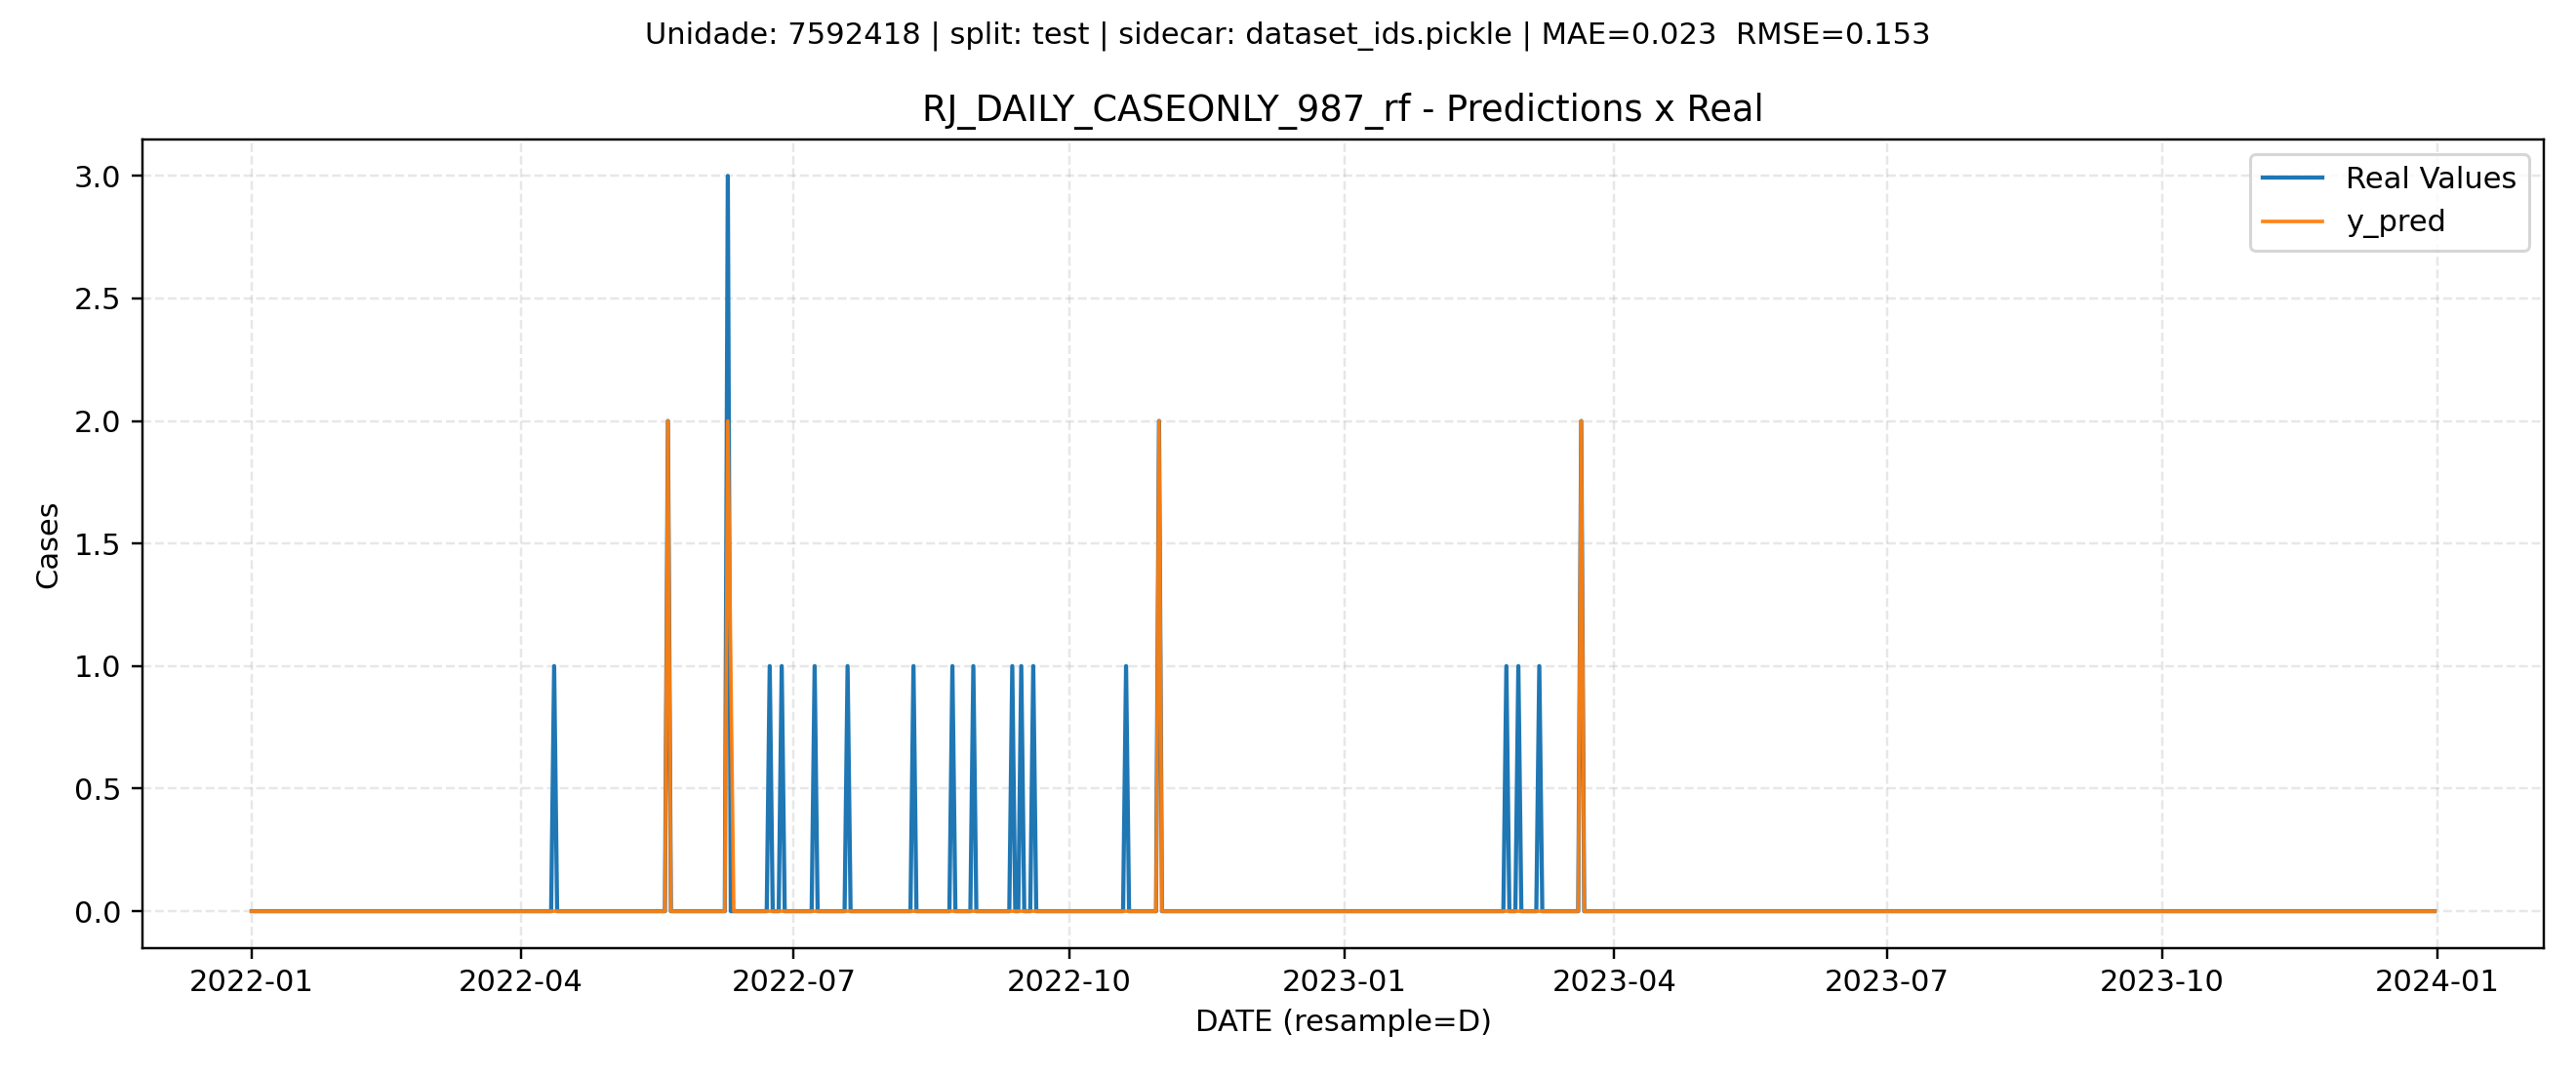 Unidade: 7592418 | split: test | sidecar: dataset_ids.pickle | MAE=0.023  RMSE=0.153
RJ_DAILY_CASEONLY_987_rf - Predictions x Real
Real Values
y_pred
3.0
2.5
2.0
1.5
1.0
0.5
0.0
Cases
2022-01
2022-04
2022-07
2022-10
2023-01
2023-04
2023-07
2023-10
2024-01
DATE (resample=D)